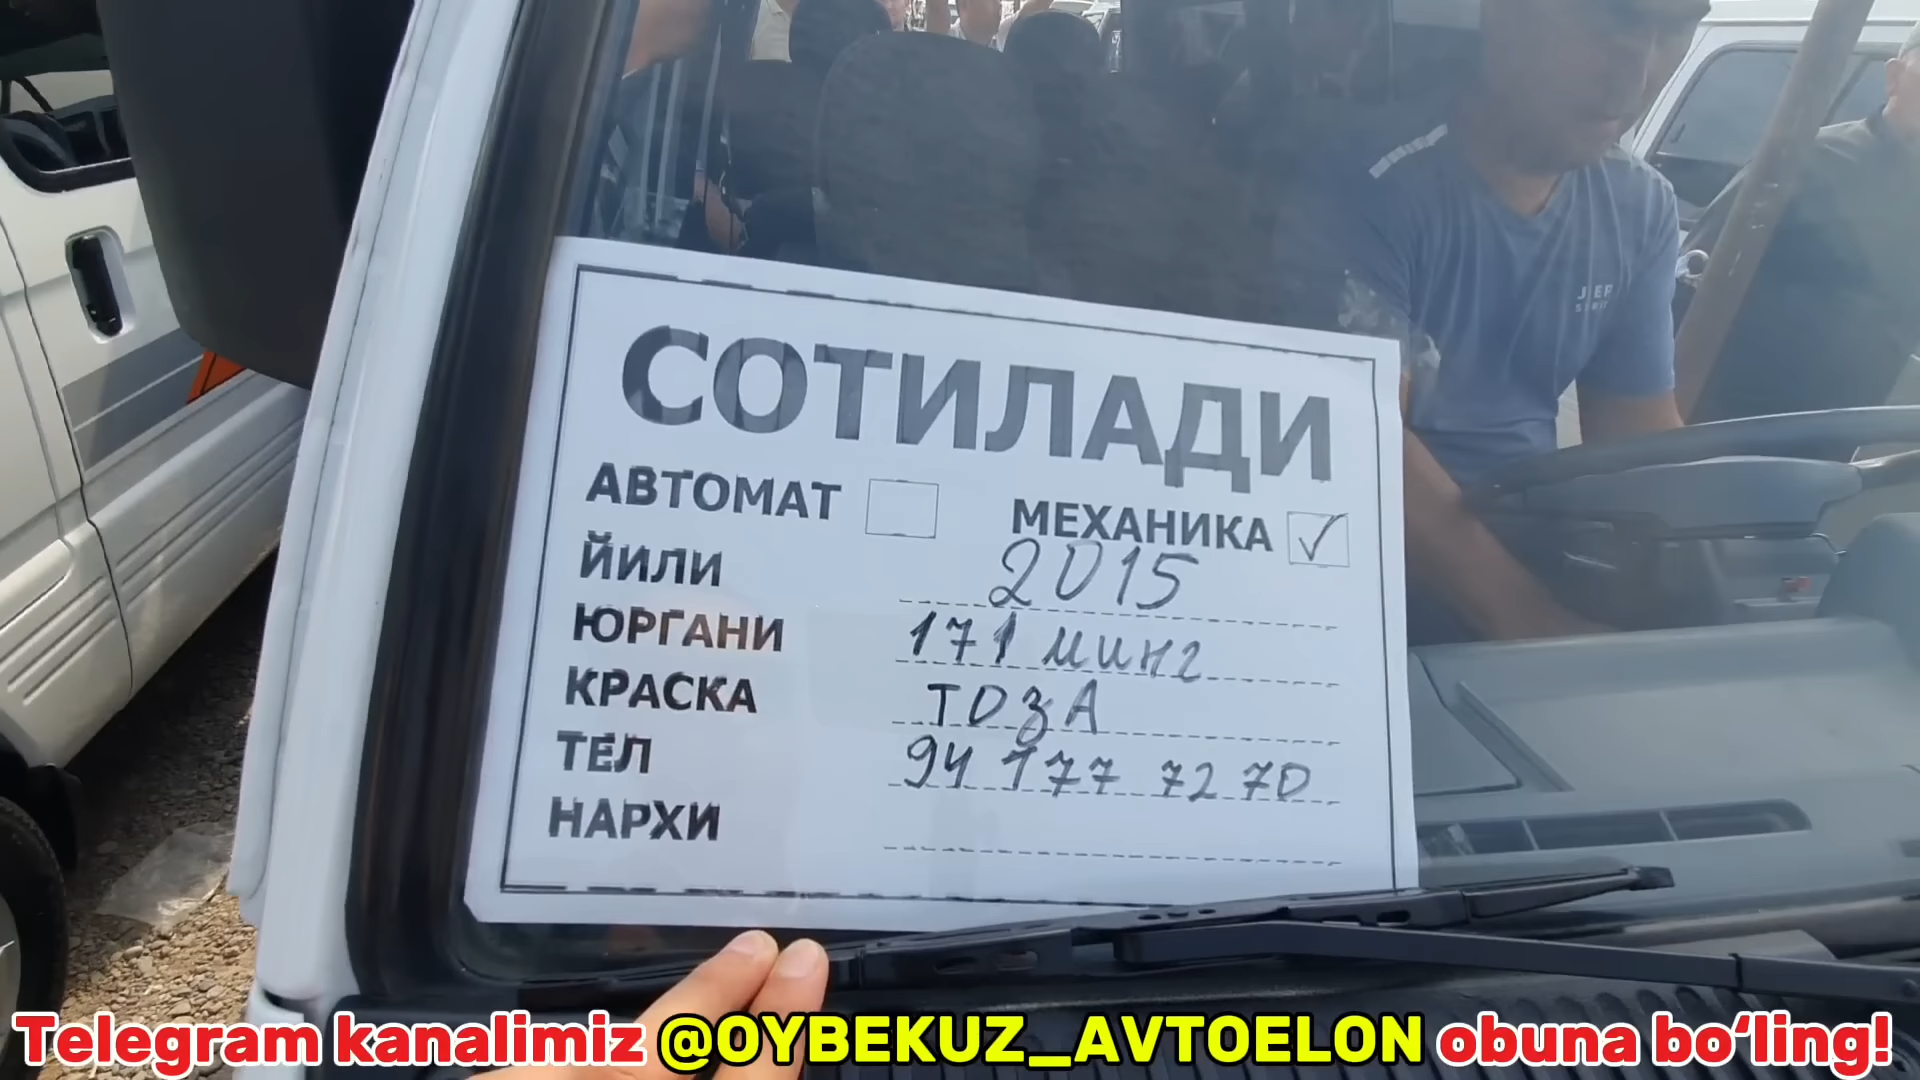 СОТИЛАДИ
АВТОМАТ МЕХАНИКА ✓
ЙИЛИ 2015
ЮРГАНИ 171 минг
КРАСКА ТОЗА
ТЕЛ 94 177 72 70
НАРХИ
Telegram kanalimiz @OYBEKUZ_AVTOELON obuna bo‘ling!